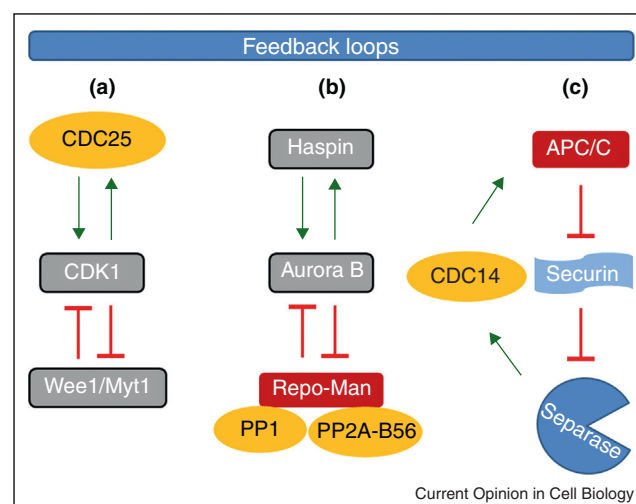 Feedback loops
(a)
(b)
(c)
CDC25
Haspin
APC/C
CDK1
Aurora B
CDC14
Securin
Wee1/Myt1
Repo-Man
PP1
PP2A-B56
Separase
Current Opinion in Cell Biology